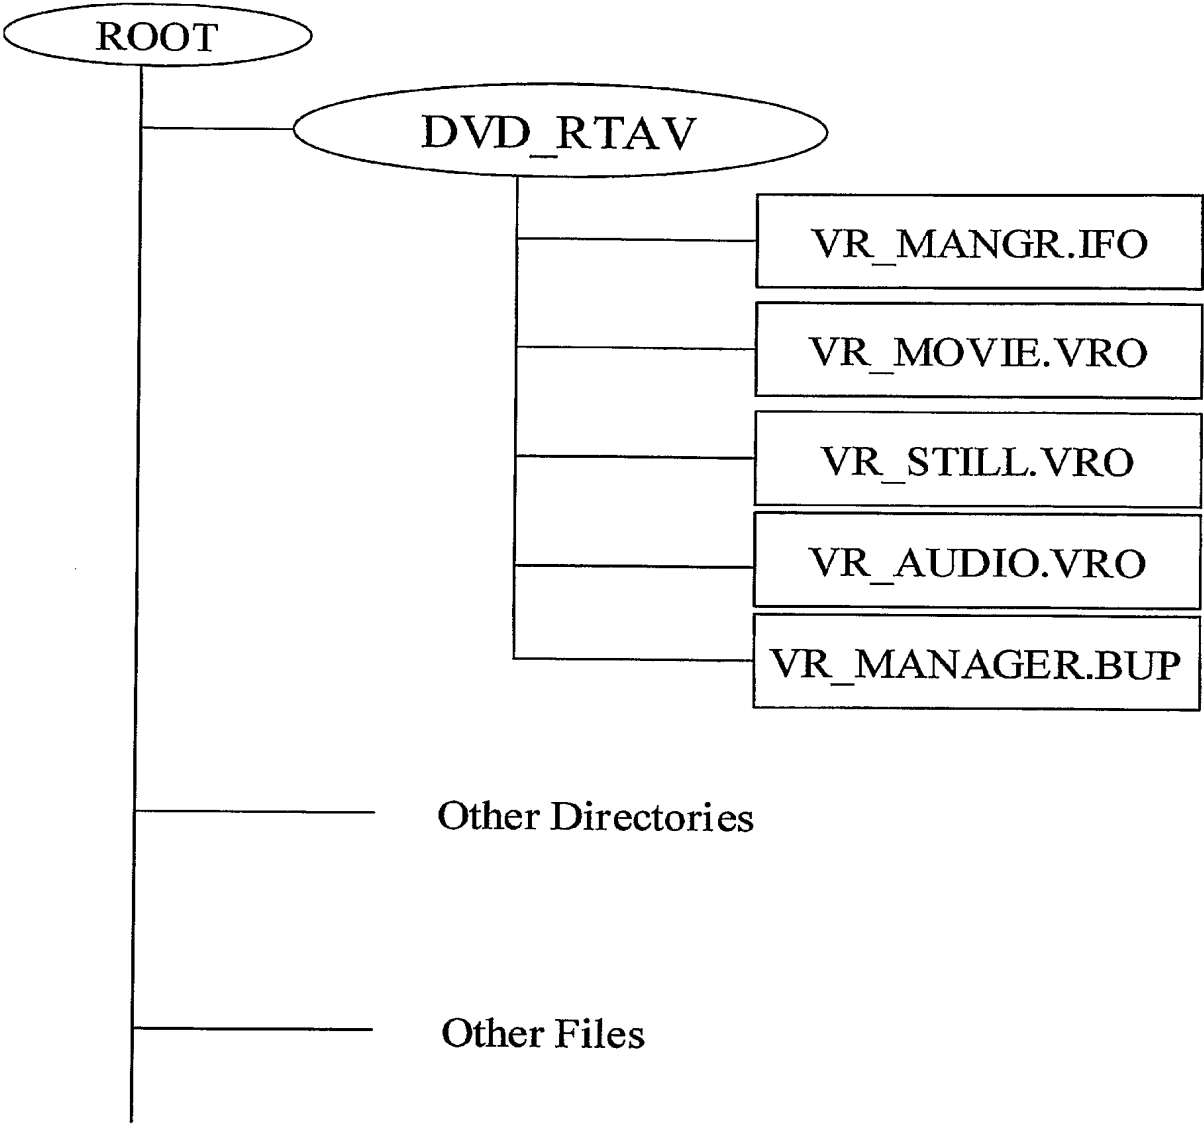 ROOT
DVD_RTAV
VR_MANGR.IFO
VR_MOVIE.VRO
VR_STILL.VRO
VR_AUDIO.VRO
VR_MANAGER.BUP
Other Directories
Other Files